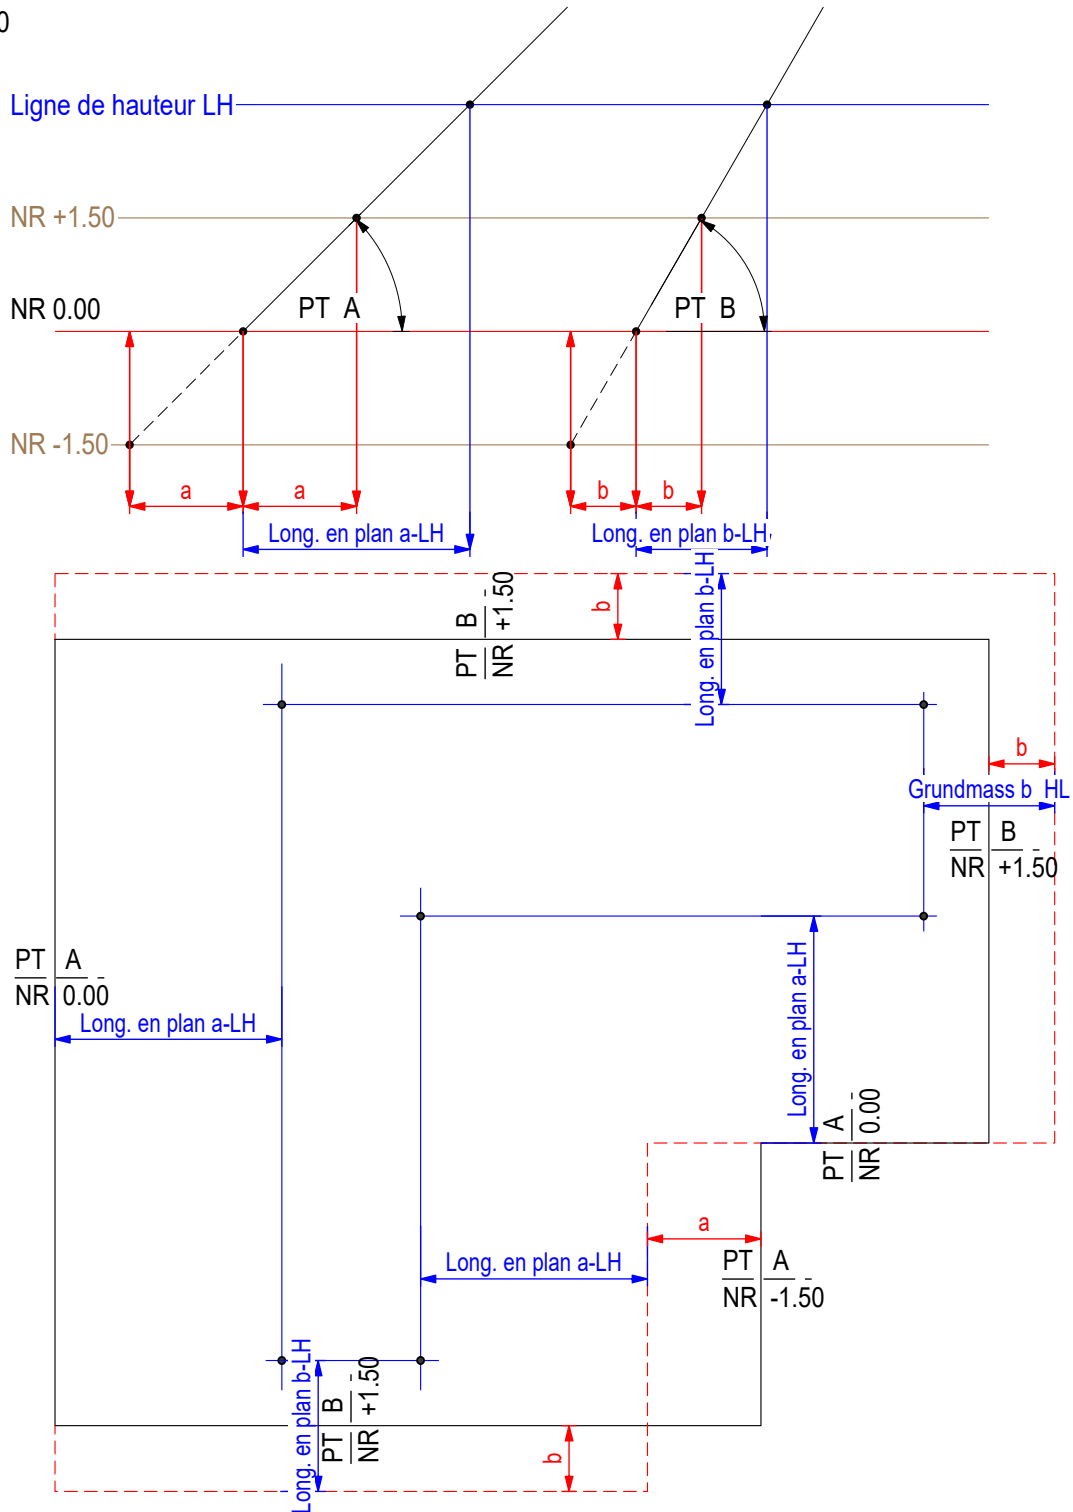 0
Ligne de hauteur LH
NR +1.50
NR 0.00
PT A
PT B
NR -1.50
a
a
b
b
Long. en plan a-LH
Long. en plan b-LH
PT B
NR +1.50
b
Long. en plan b-LH
b
Grundmass b HL
PT B
NR +1.50
PT A
NR 0.00
Long. en plan a-LH
Long. en plan a-LH
PT A
NR 0.00
a
Long. en plan a-LH
PT A
NR -1.50
Long. en plan b-LH
PT B
NR +1.50
b